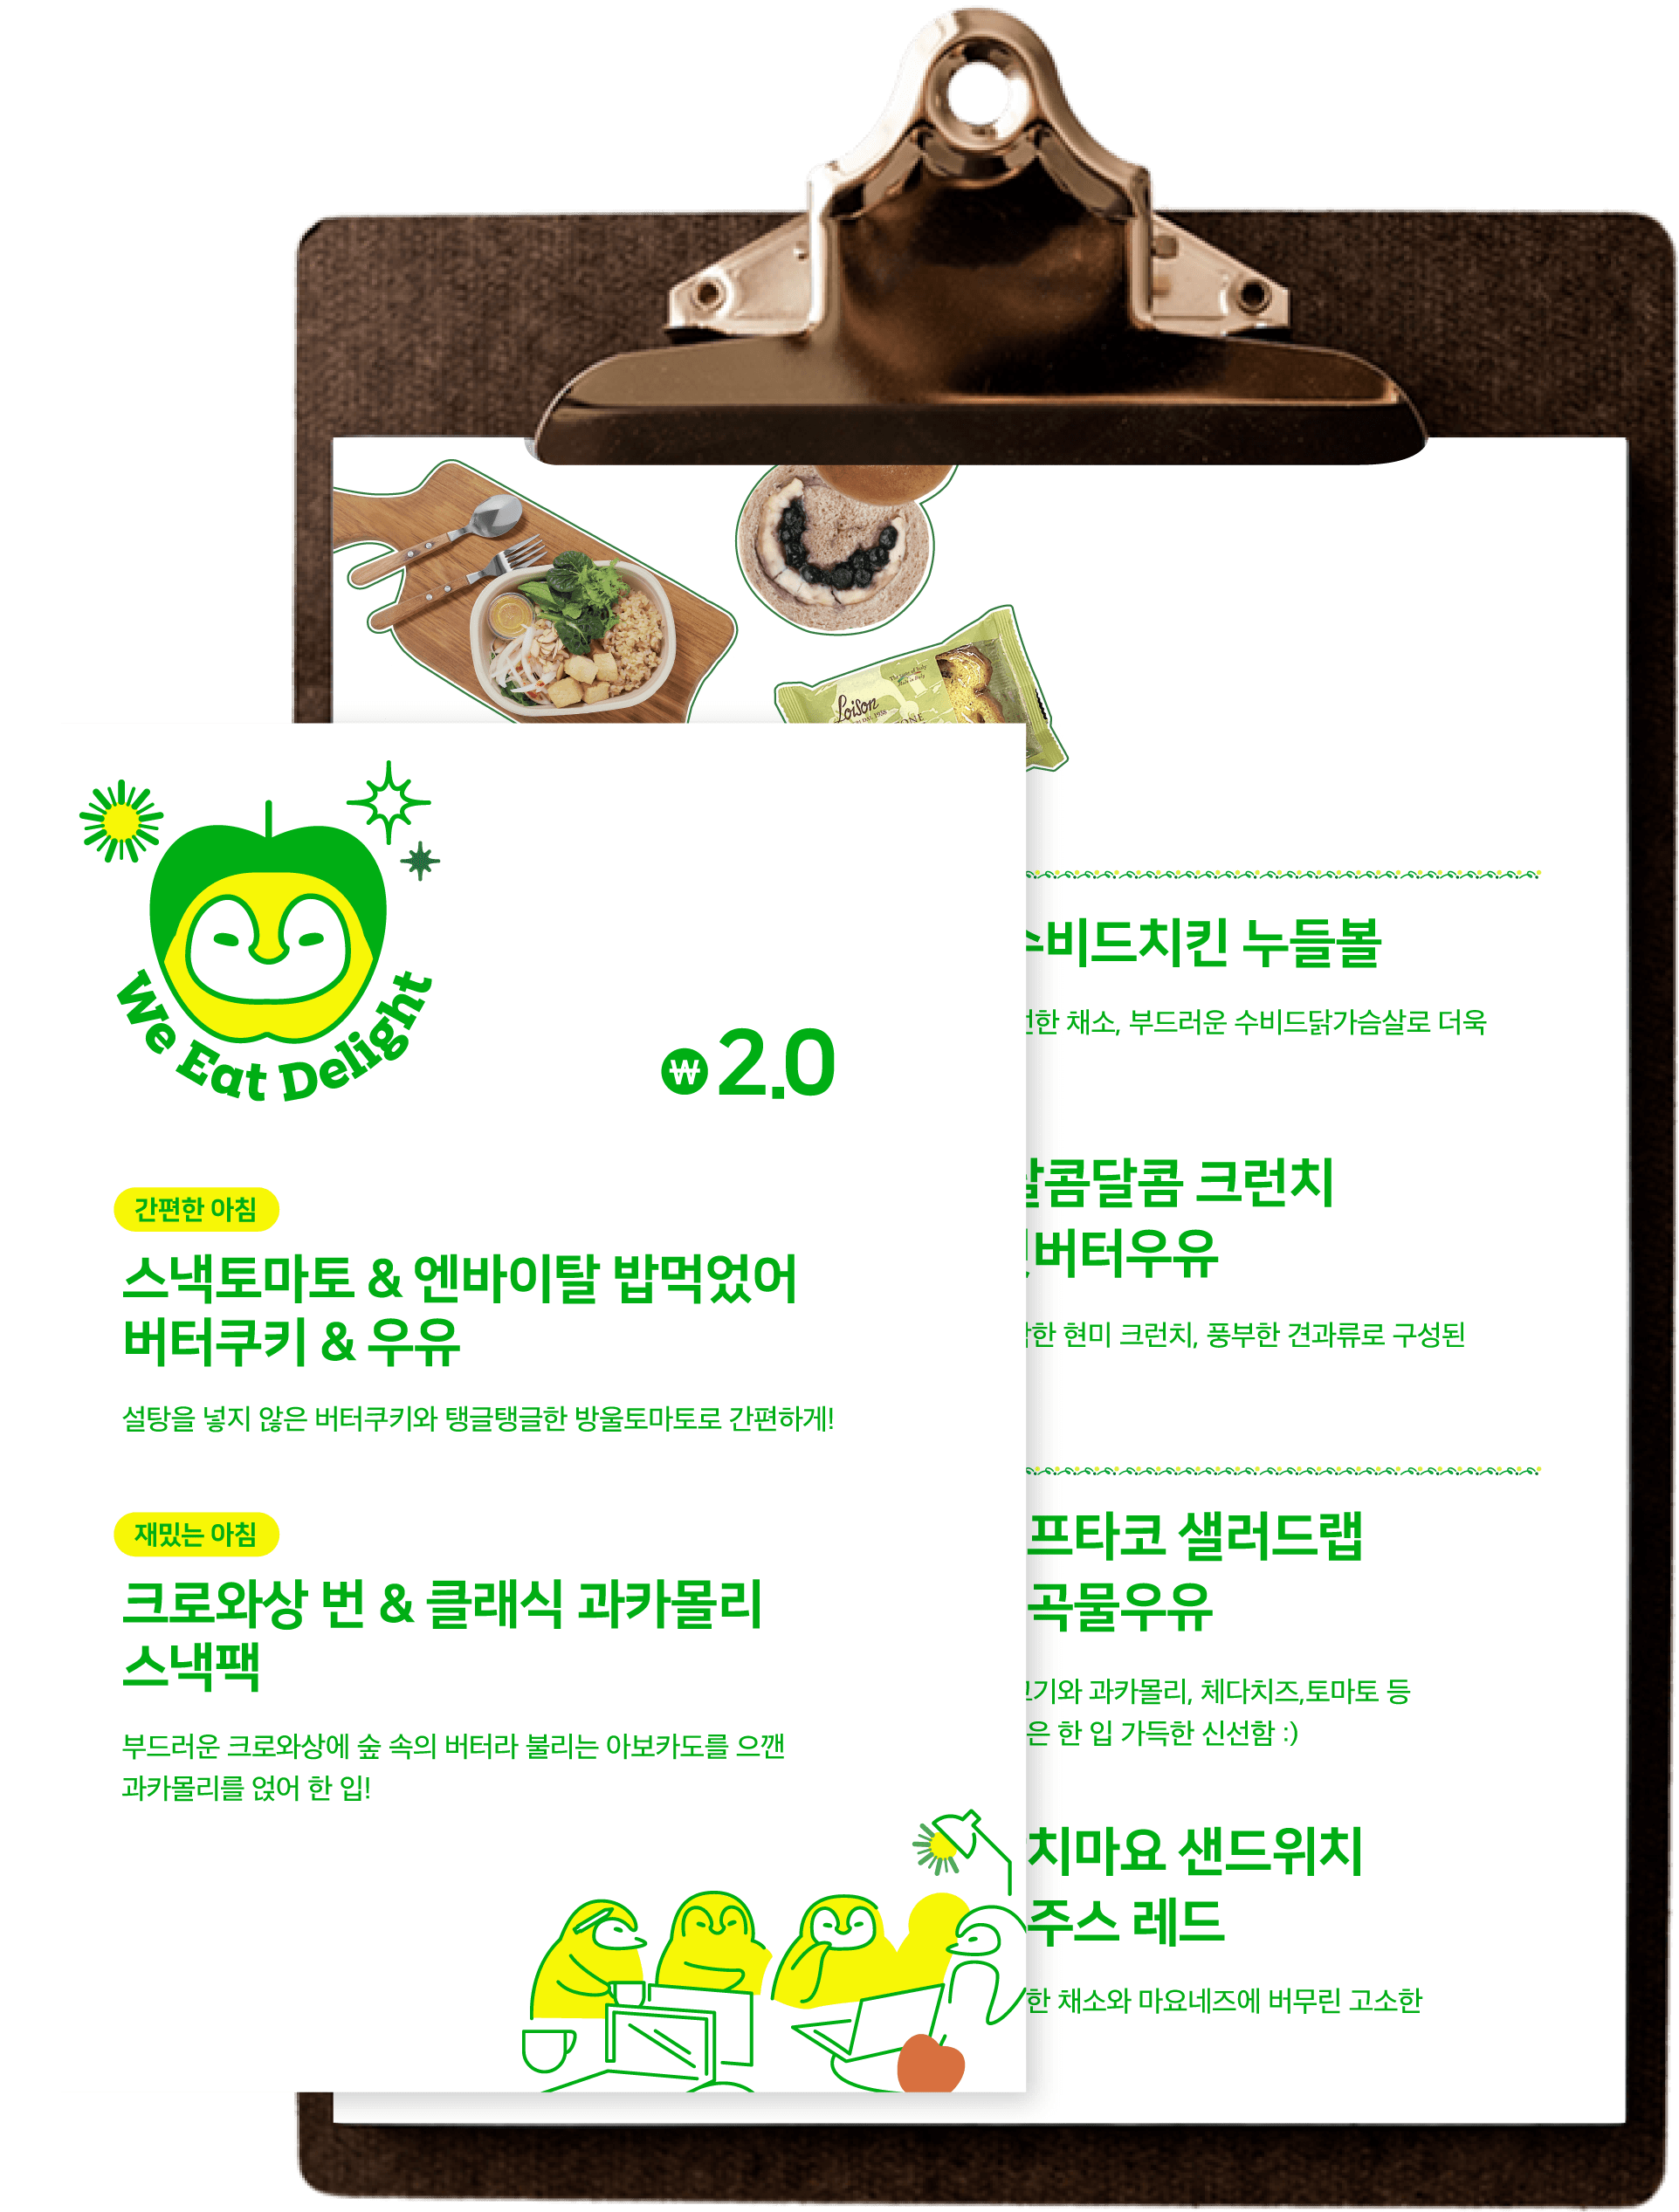 Loison
We Eat Delight
₩2.0
간편한 아침
스낵토마토 & 엔바이탈 밥먹었어
버터쿠키 & 우유
설탕을 넣지 않은 버터쿠키와 탱글탱글한 방울토마토로 간편하게!
재밌는 아침
크로와상 번 & 클래식 과카몰리
스낵팩
부드러운 크로와상에 숲 속의 버터라 불리는 아보카도를 으깬
과카몰리를 얹어 한 입!
수비드치킨 누들볼
채소, 부드러운 수비드닭가슴살로 더욱
크런치
버터우유
현미 크런치, 풍부한 견과류로 구성된
프타코 샐러드랩
곡물우유
과카몰리, 체다치즈,토마토 등
은 한 입 가득한 신선함 :)
치마요 샌드위치
주스 레드
한 채소와 마요네즈에 버무린 고소한